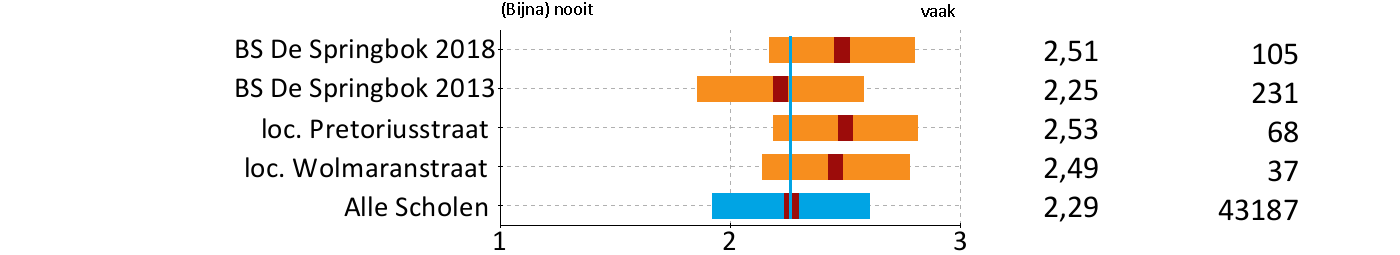 (Bijna) nooit vaak
BS De Springbok 2018 2,51 105
BS De Springbok 2013 2,25 231
loc. Pretoriusstraat 2,53 68
loc. Wolmaranstraat 2,49 37
Alle Scholen 2,29 43187
1 2 3